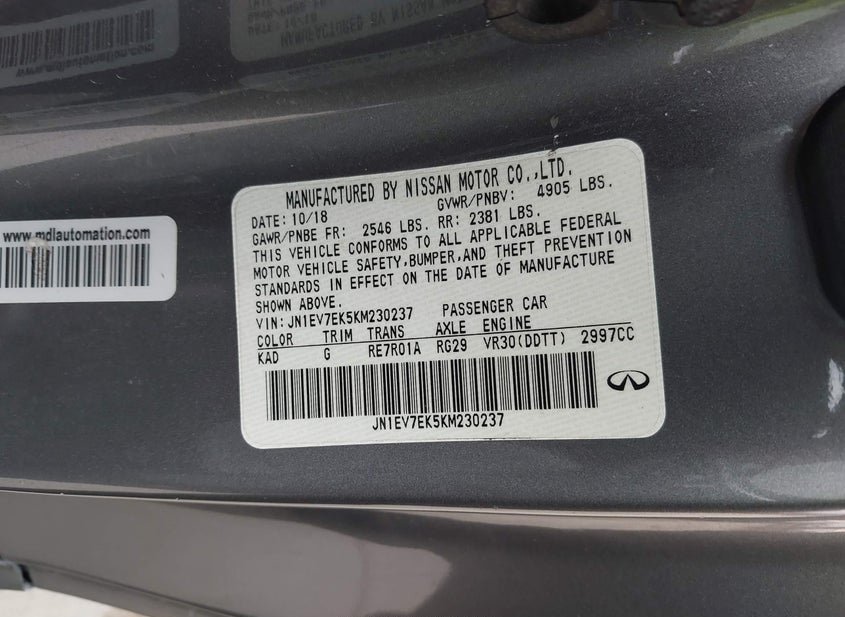 MANUFACTURED BY NISSAN MOTOR CO.,LTD.
DATE: 10/18 GVWR/PNBV: 4905 LBS.
GAWR/PNBE FR: 2546 LBS. RR: 2381 LBS.
THIS VEHICLE CONFORMS TO ALL APPLICABLE FEDERAL
MOTOR VEHICLE SAFETY,BUMPER,AND THEFT PREVENTION
STANDARDS IN EFFECT ON THE DATE OF MANUFACTURE
SHOWN ABOVE.
VIN: JN1EV7EK5KM230237 PASSENGER CAR
COLOR TRIM TRANS AXLE ENGINE
KAD G RE7R01A RG29 VR30(DDTT) 2997CC
JN1EV7EK5KM230237
www.mdiautomation.com